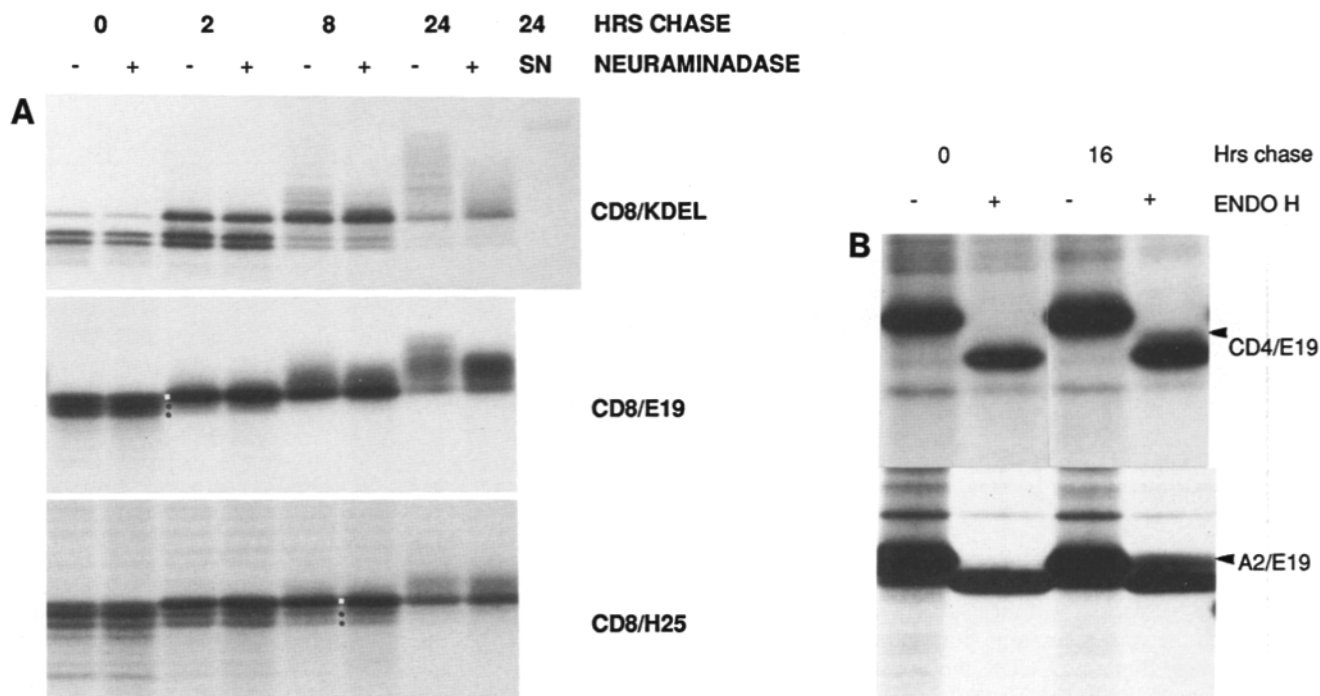 0 2 8 24 24 HRS CHASE
- + - + - + - + SN NEURAMINADASE
A
CD8/KDEL
CD8/E19
CD8/H25
0 16 Hrs chase
- + - + ENDO H
B
CD4/E19
A2/E19